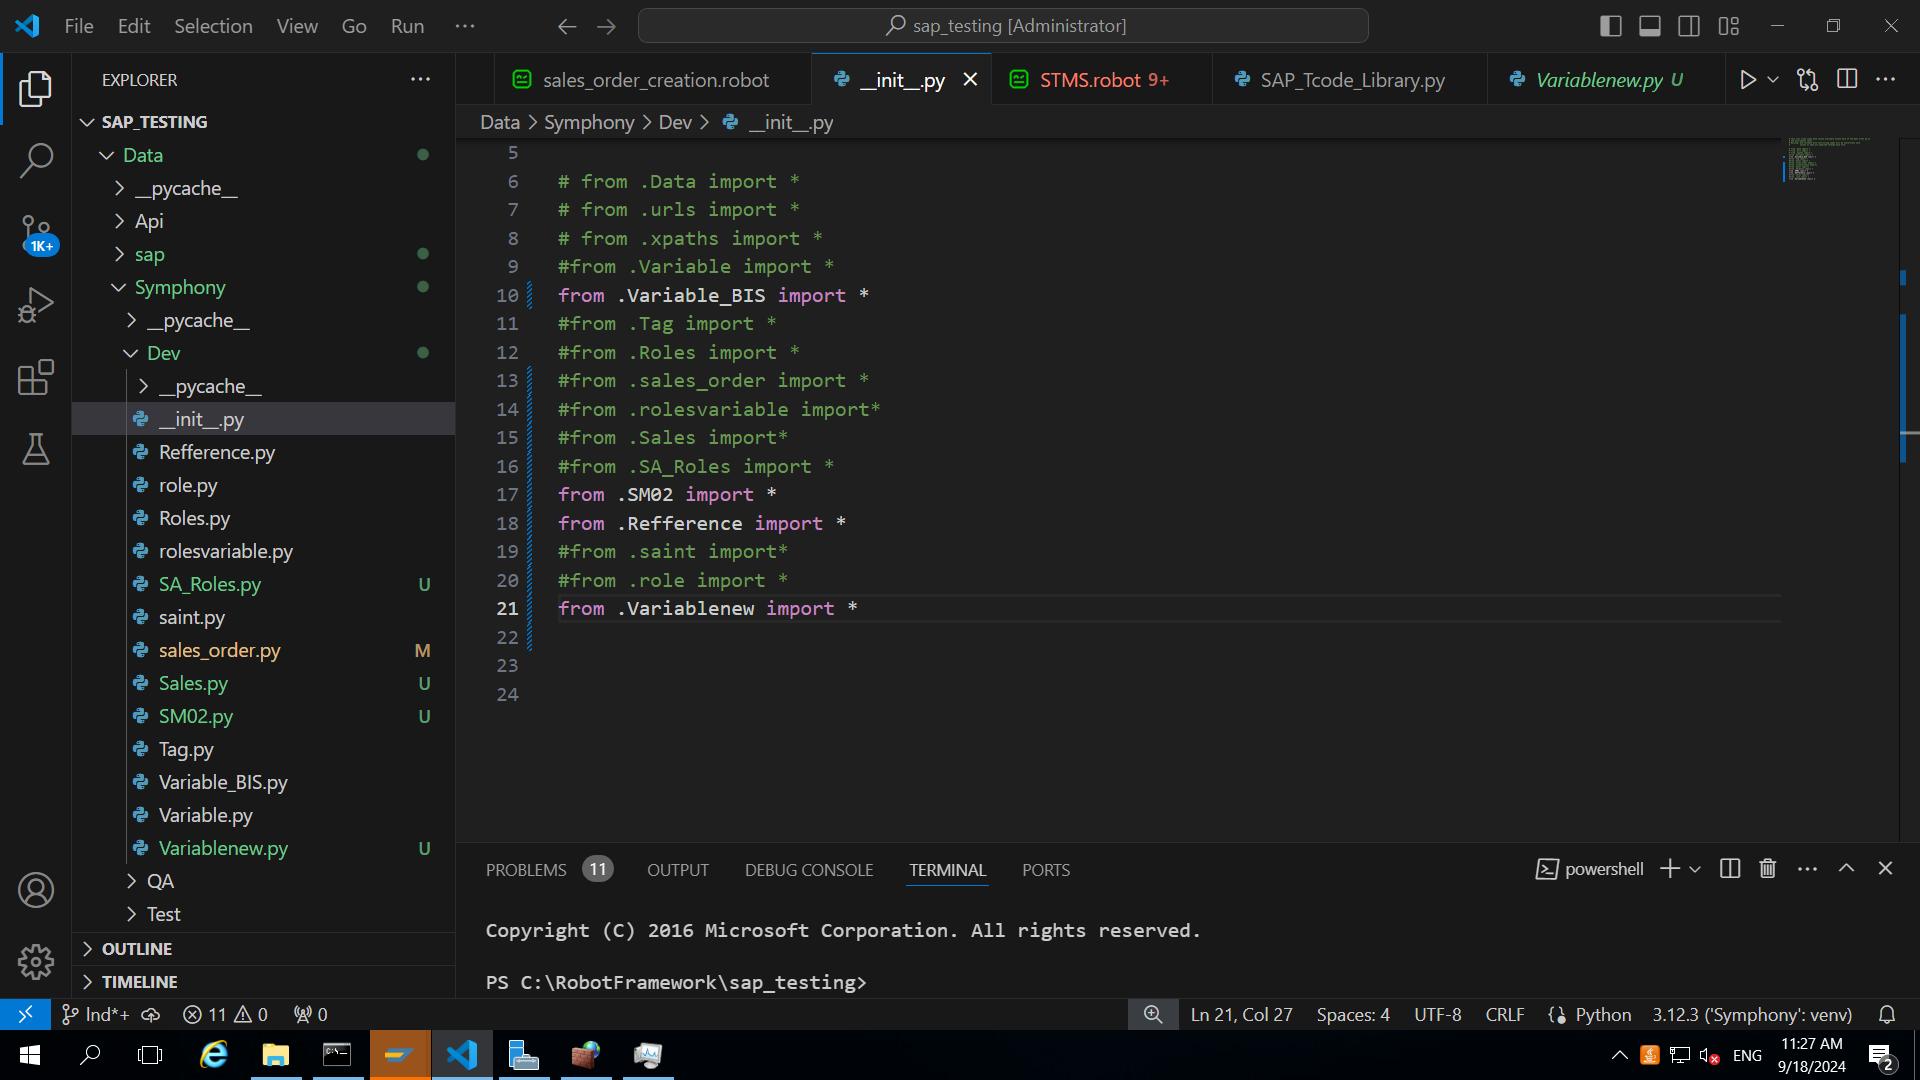 File Edit Selection View Go Run ··· sap_testing [Administrator]
EXPLORER ···
SAP_TESTING
Data
__pycache__
Api
sap
Symphony
__pycache__
Dev
__pycache__
__init__.py
Refference.py
role.py
Roles.py
rolesvariable.py
SA_Roles.py U
saint.py
sales_order.py M
Sales.py U
SM02.py U
Tag.py
Variable_BIS.py
Variable.py
Variablenew.py U
QA
Test
OUTLINE
TIMELINE
1K+
sales_order_creation.robot __init__.py STMS.robot 9+ SAP_Tcode_Library.py Variablenew.py U
Data > Symphony > Dev > __init__.py
5
6 # from .Data import *
7 # from .urls import *
8 # from .xpaths import *
9 #from .Variable import *
10 from .Variable_BIS import *
11 #from .Tag import *
12 #from .Roles import *
13 #from .sales_order import *
14 #from .rolesvariable import*
15 #from .Sales import*
16 #from .SA_Roles import *
17 from .SM02 import *
18 from .Refference import *
19 #from .saint import*
20 #from .role import *
21 from .Variablenew import *
22
23
24
PROBLEMS 11 OUTPUT DEBUG CONSOLE TERMINAL PORTS powershell
Copyright (C) 2016 Microsoft Corporation. All rights reserved.
PS C:\RobotFramework\sap_testing>
Ind*+ 11 0 0 Ln 21, Col 27 Spaces: 4 UTF-8 CRLF Python 3.12.3 ('Symphony': venv)
ENG 11:27 AM
9/18/2024
2